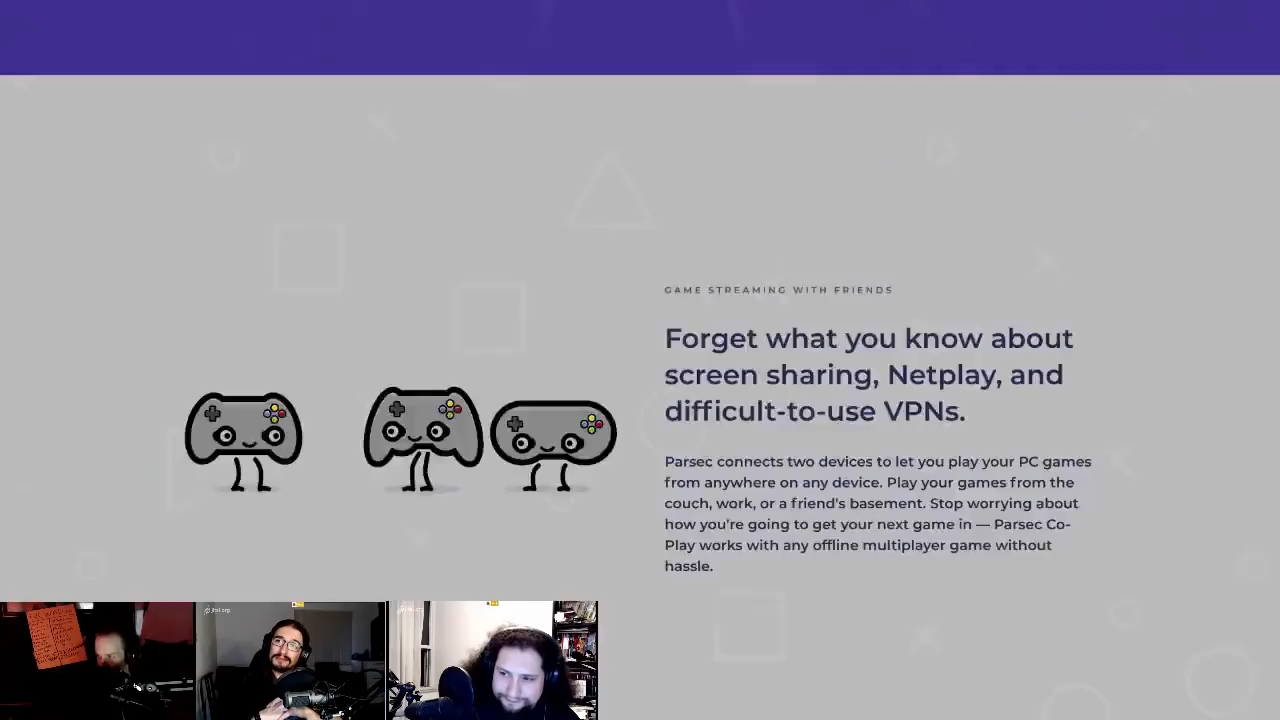 GAME STREAMING WITH FRIENDS
Forget what you know about
screen sharing, Netplay, and
difficult-to-use VPNs.
Parsec connects two devices to let you play your PC games
from anywhere on any device. Play your games from the
couch, work, or a friend's basement. Stop worrying about
how you're going to get your next game in — Parsec Co-
Play works with any offline multiplayer game without
hassle.